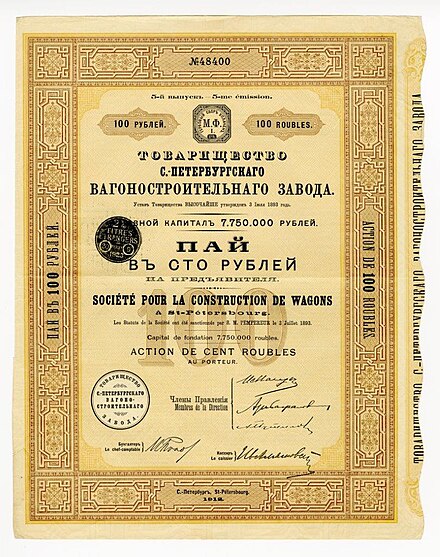 №48400
5-й выпускъ - 5-me émission.
100 РУБЛЕЙ.
М.Ф.
100 ROUBLES.
ТОВАРИЩЕСТВО
С.-ПЕТЕРБУРГСКАГО
ВАГОНОСТРОИТЕЛЬНАГО ЗАВОДА.
Уставъ Товарищества ВЫСОЧАЙШЕ утвержденъ 3 Іюля 1893 года.
ВНОЙ КАПИТАЛЪ 7.750.000 РУБЛЕЙ.
TITRES
ETRANGERS
ПАЙ
ВЪ СТО РУБЛЕЙ
НА ПРЕДЪЯВИТЕЛЯ.
100
SOCIÉTÉ POUR LA CONSTRUCTION DE WAGONS
A St-Pétersbourg.
Les Statuts de la Société ont été sanctionnés par S. M. l'EMPEREUR le 3 Juillet 1893.
Capital de fondation 7.750.000 roubles.
ACTION DE CENT ROUBLES
AU PORTEUR.
ТОВАРИЩЕСТВО
С.-ПЕТЕРБУРГСКАГО
ВАГОНО-
СТРОИТЕЛЬНАГО
ЗАВОДА
Члены Правленія
Membres de la Direction
Бухгалтеръ
Le chef-comptable
Кассиръ
Le caissier
С.-Петербургъ, St-Pétersbourg.
1912.
ПАЙ ВЪ 100 РУБЛЕЙ.
ACTION DE 100 ROUBLES